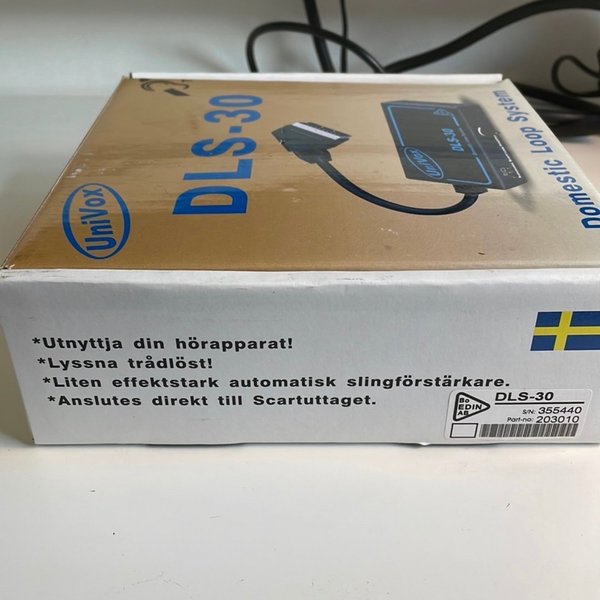 DLS-30
UniVox
UniVox
DLS-30
Domestic Loop System
*Utnyttja din hörapparat!
*Lyssna trådlöst!
*Liten effektstark automatisk slingförstärkare.
*Anslutes direkt till Scartuttaget.
Bo
EDIN
AB
DLS-30
S/N: 355440
Part-no: 203010